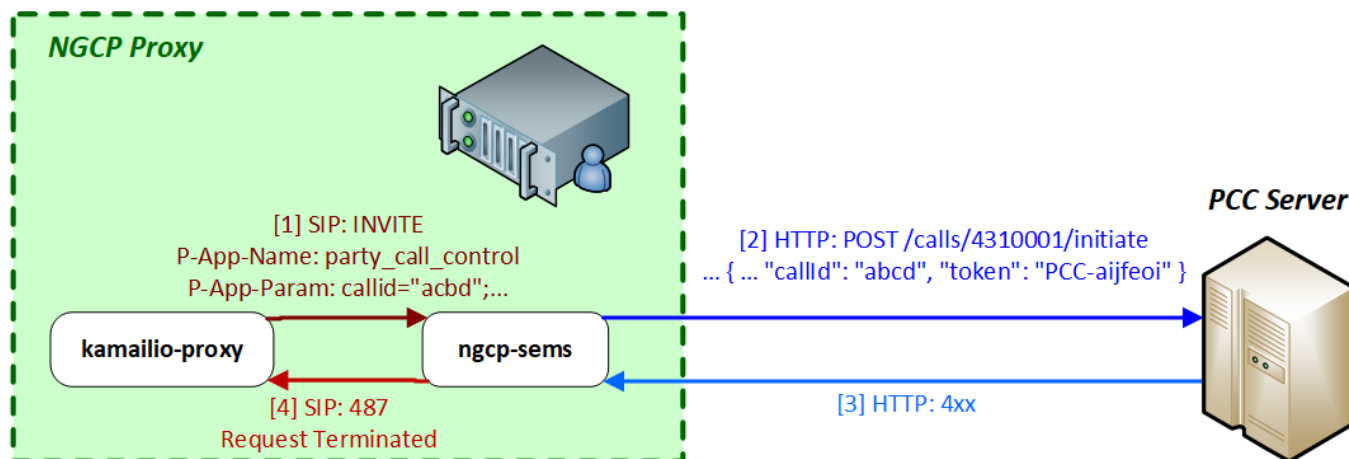 NGCP Proxy
[1] SIP: INVITE
P-App-Name: party_call_control
P-App-Param: callid="acbd";...
kamailio-proxy
ngcp-sems
[4] SIP: 487
Request Terminated
PCC Server
[2] HTTP: POST /calls/4310001/initiate
... { ... "callId": "abcd", "token": "PCC-aijfeoi" }
[3] HTTP: 4xx